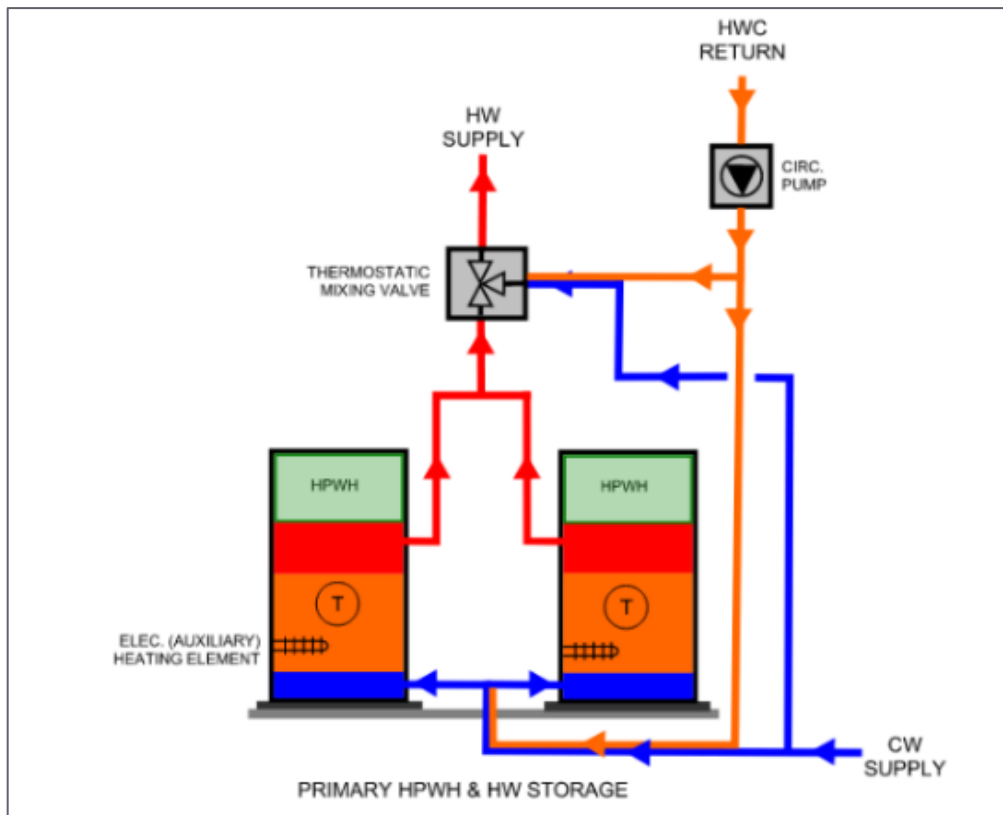 HWC
RETURN
HW
SUPPLY
CIRC.
PUMP
THERMOSTATIC
MIXING VALVE
HPWH
HPWH
T
T
ELEC. (AUXILIARY)
HEATING ELEMENT
CW
SUPPLY
PRIMARY HPWH & HW STORAGE